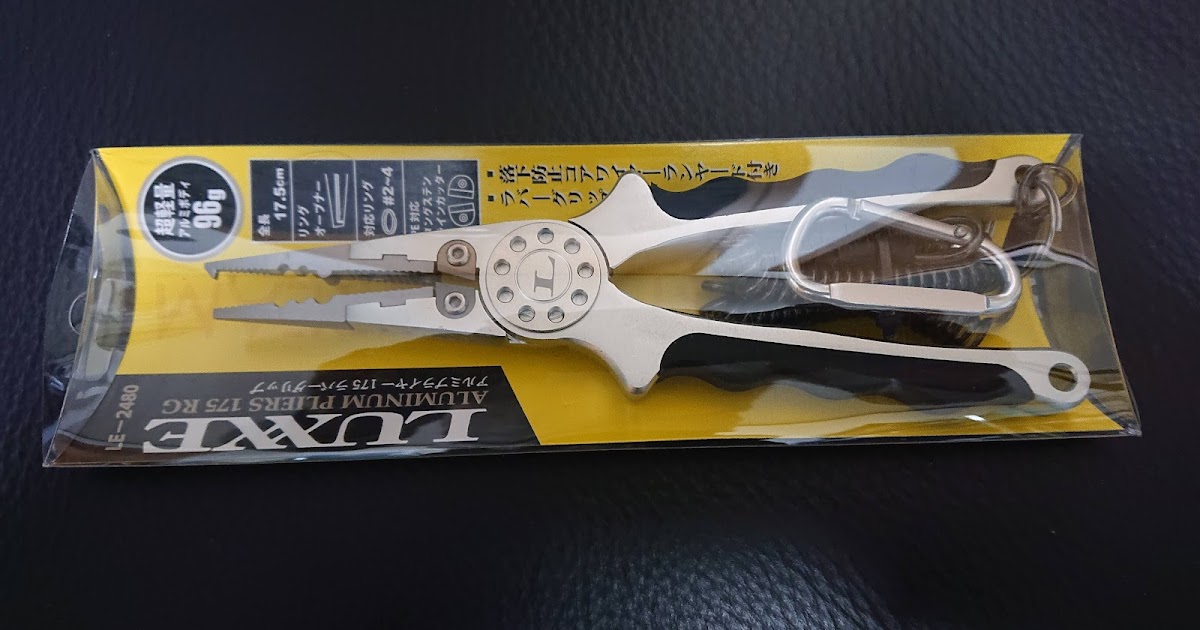 超軽量
アルミボディ
96g
全長
17.5cm
リング
オープナー
対応リング
#2~4
PE対応
タングステン
ラインカッター
落下防止コアワイヤーランヤード付き
ラバーグリップ
L
LUXXE
ALUMINUM PLIERS 175 RG
アルミプライヤー 175 ラバーグリップ
LE-2480